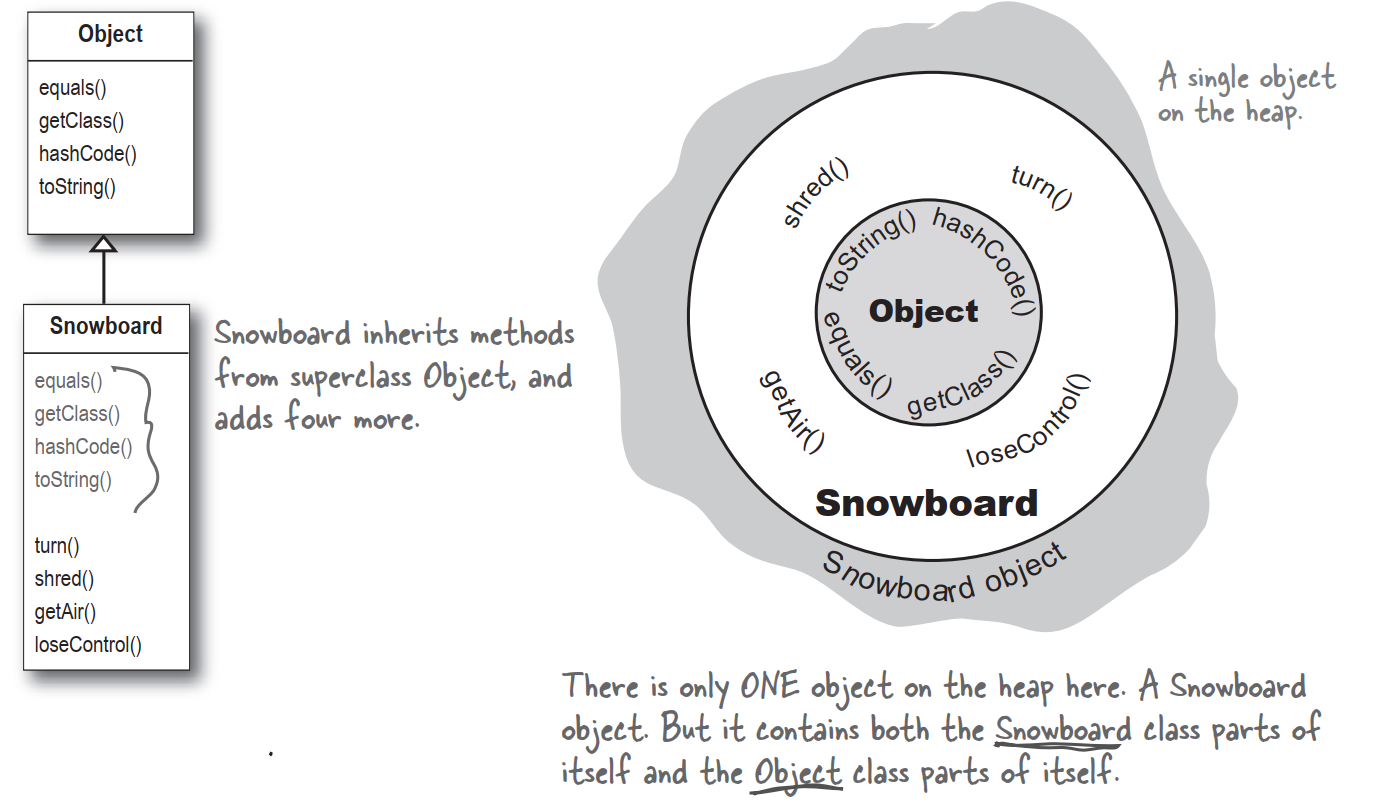 Object
equals()
getClass()
hashCode()
toString()
Snowboard
equals()
getClass()
hashCode()
toString()
turn()
shred()
getAir()
loseControl()
Snowboard inherits methods
from superclass Object, and
adds four more.
A single object
on the heap.
shred()
turn()
toString()
hashCode()
Object
equals()
getClass()
getAir()
loseControl()
Snowboard
Snowboard object
There is only ONE object on the heap here. A Snowboard
object. But it contains both the Snowboard class parts of
itself and the Object class parts of itself.